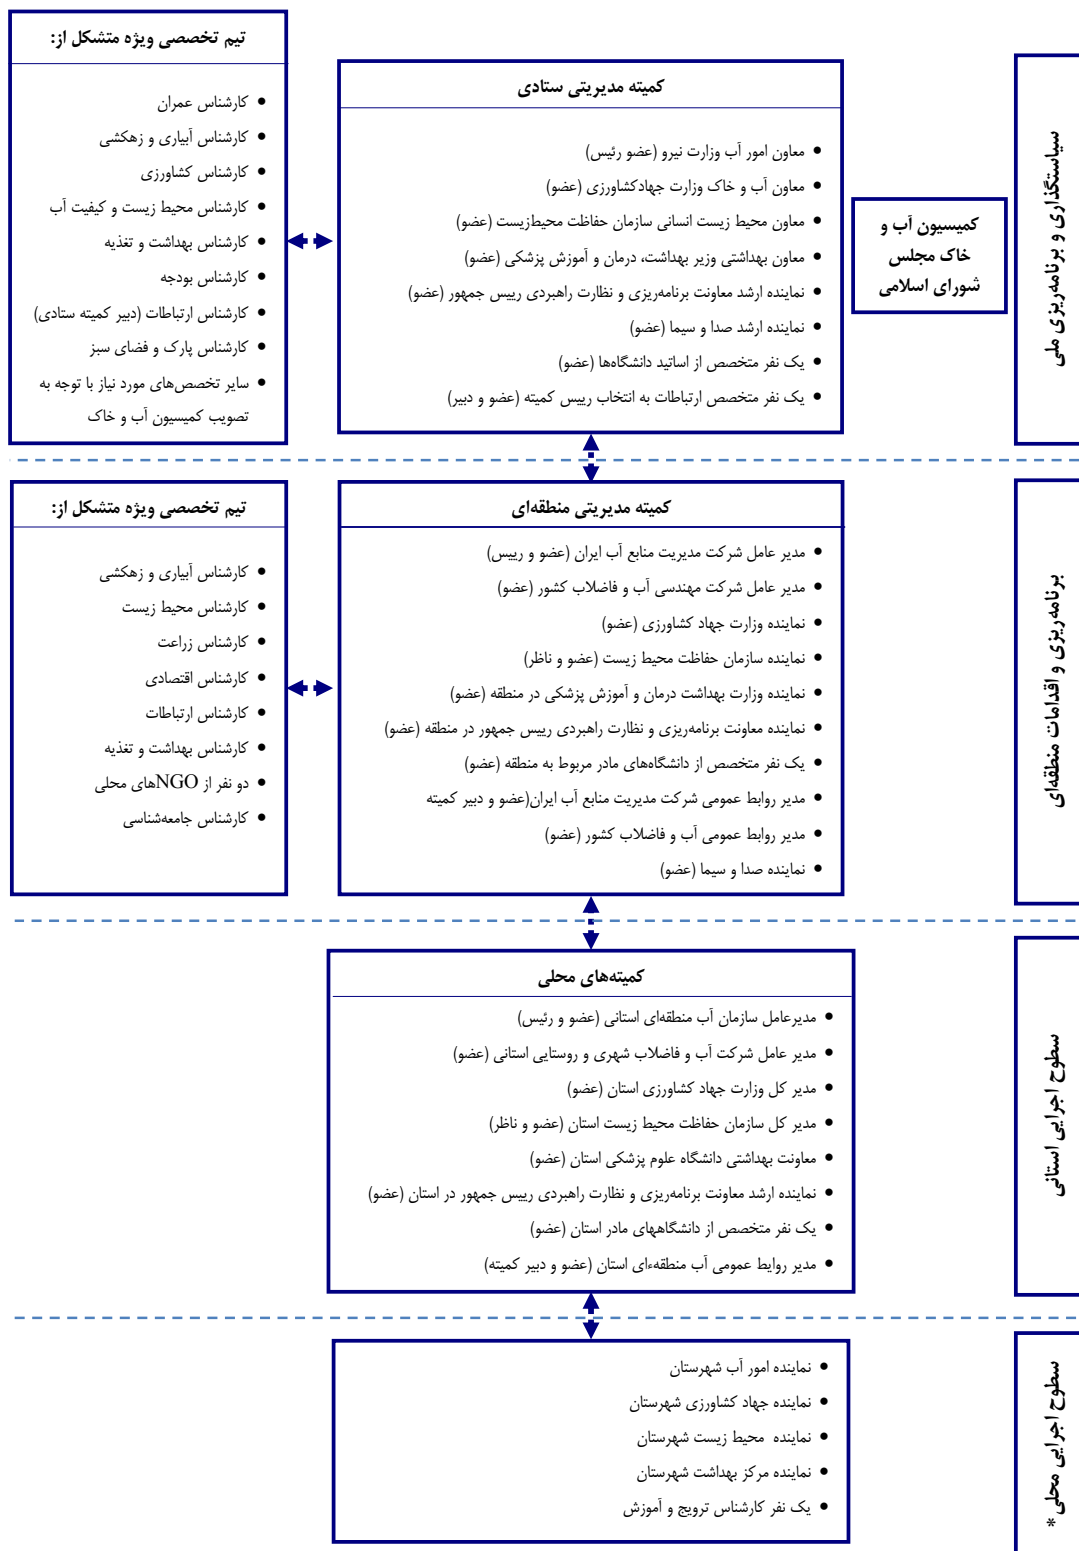 سیاستگذاری و برنامه‌ریزی ملی
کمیسیون آب و
خاک مجلس
شورای اسلامی
کمیته مدیریتی ستادی
• معاون امور آب وزارت نیرو (عضو رئیس)
• معاون آب و خاک وزارت جهادکشاورزی (عضو)
• معاون محیط زیست انسانی سازمان حفاظت محیط‌زیست (عضو)
• معاون بهداشتی وزیر بهداشت، درمان و آموزش پزشکی (عضو)
• نماینده ارشد معاونت برنامه‌ریزی و نظارت راهبردی رییس جمهور (عضو)
• نماینده ارشد صدا و سیما (عضو)
• یک نفر متخصص از اساتید دانشگاه‌ها (عضو)
• یک نفر متخصص ارتباطات به انتخاب رییس کمیته (عضو و دبیر)
تیم تخصصی ویژه متشکل از:
• کارشناس عمران
• کارشناس آبیاری و زهکشی
• کارشناس کشاورزی
• کارشناس محیط زیست و کیفیت آب
• کارشناس بهداشت و تغذیه
• کارشناس بودجه
• کارشناس ارتباطات (دبیر کمیته ستادی)
• کارشناس پارک و فضای سبز
• سایر تخصص‌های مورد نیاز با توجه به
تصویب کمیسیون آب و خاک
برنامه‌ریزی و اقدامات منطقه‌ای
کمیته مدیریتی منطقه‌ای
• مدیر عامل شرکت مدیریت منابع آب ایران (عضو و رییس)
• مدیر عامل شرکت مهندسی آب و فاضلاب کشور (عضو)
• نماینده وزارت جهاد کشاورزی (عضو)
• نماینده سازمان حفاظت محیط زیست (عضو و ناظر)
• نماینده وزارت بهداشت درمان و آموزش پزشکی در منطقه (عضو)
• نماینده معاونت برنامه‌ریزی و نظارت راهبردی رییس جمهور در منطقه (عضو)
• یک نفر متخصص از دانشگاه‌های مادر مربوط به منطقه (عضو)
• مدیر روابط عمومی شرکت مدیریت منابع آب ایران(عضو و دبیر کمیته
• مدیر روابط عمومی آب و فاضلاب کشور (عضو)
• نماینده صدا و سیما (عضو)
تیم تخصصی ویژه متشکل از:
• کارشناس آبیاری و زهکشی
• کارشناس محیط زیست
• کارشناس زراعت
• کارشناس اقتصادی
• کارشناس ارتباطات
• کارشناس بهداشت و تغذیه
• دو نفر از NGOهای محلی
• کارشناس جامعه‌شناسی
سطوح اجرایی استانی
کمیته‌های محلی
• مدیرعامل سازمان آب منطقه‌ای استانی (عضو و رئیس)
• مدیر عامل شرکت آب و فاضلاب شهری و روستایی استانی (عضو)
• مدیر کل وزارت جهاد کشاورزی استان (عضو)
• مدیر کل سازمان حفاظت محیط زیست استان (عضو و ناظر)
• معاونت بهداشتی دانشگاه علوم پزشکی استان (عضو)
• نماینده ارشد معاونت برنامه‌ریزی و نظارت راهبردی رییس جمهور در استان (عضو)
• یک نفر متخصص از دانشگاههای مادر استان (عضو)
• مدیر روایط عمومی آب منطقه‌ءای استان (عضو و دبیر کمیته)
سطوح اجرایی محلی *
• نماینده امور آب شهرستان
• نماینده جهاد کشاورزی شهرستان
• نماینده محیط زیست شهرستان
• نماینده مرکز بهداشت شهرستان
• یک نفر کارشناس ترویج و آموزش